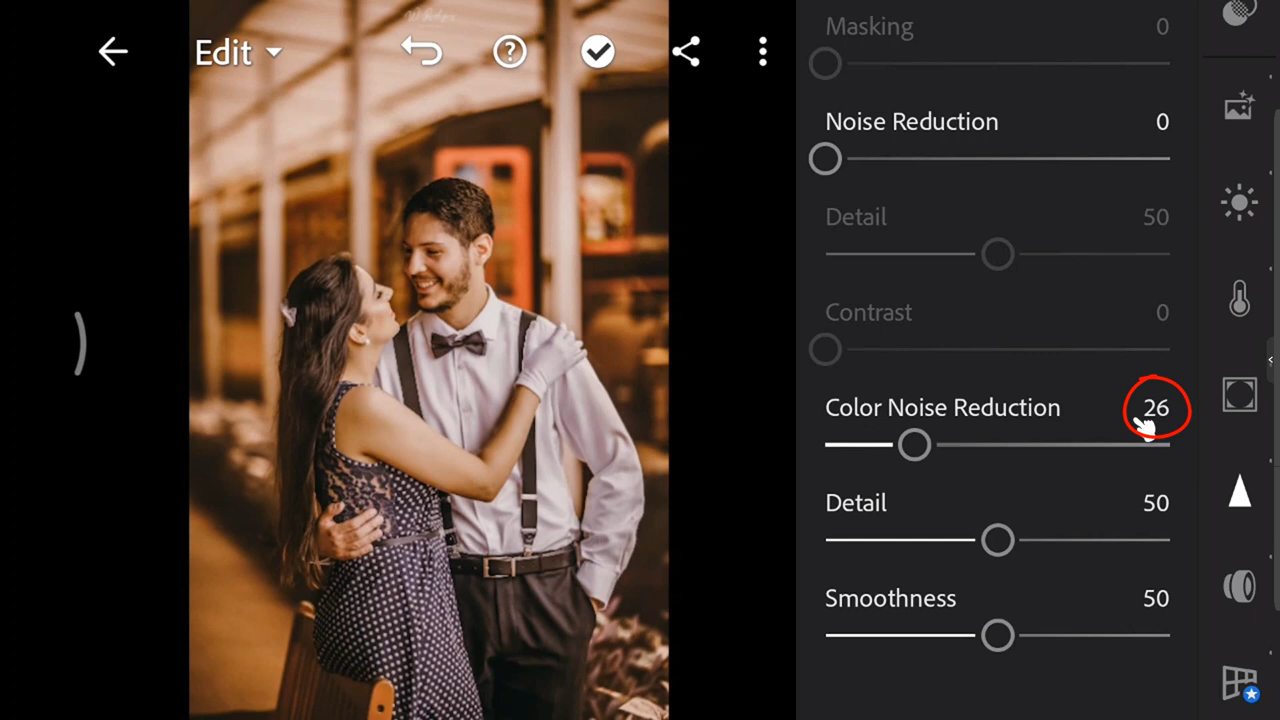 Edit
Masking 0
Noise Reduction 0
Detail 50
Contrast 0
Color Noise Reduction 26
Detail 50
Smoothness 50